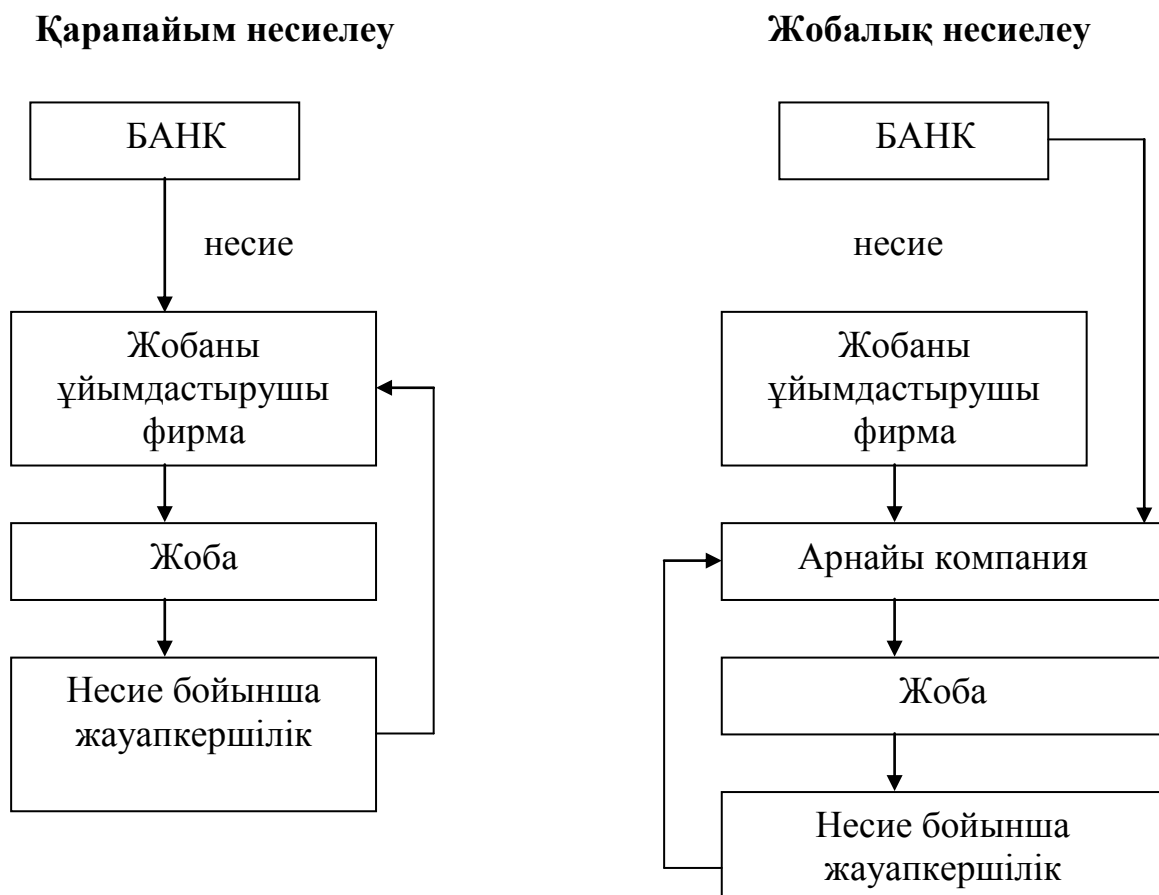 Қарапайым несиелеу
БАНК
несие
Жобаны
ұйымдастырушы
фирма
Жоба
Несие бойынша
жауапкершілік
Жобалық несиелеу
БАНК
несие
Жобаны
ұйымдастырушы
фирма
Арнайы компания
Жоба
Несие бойынша
жауапкершілік